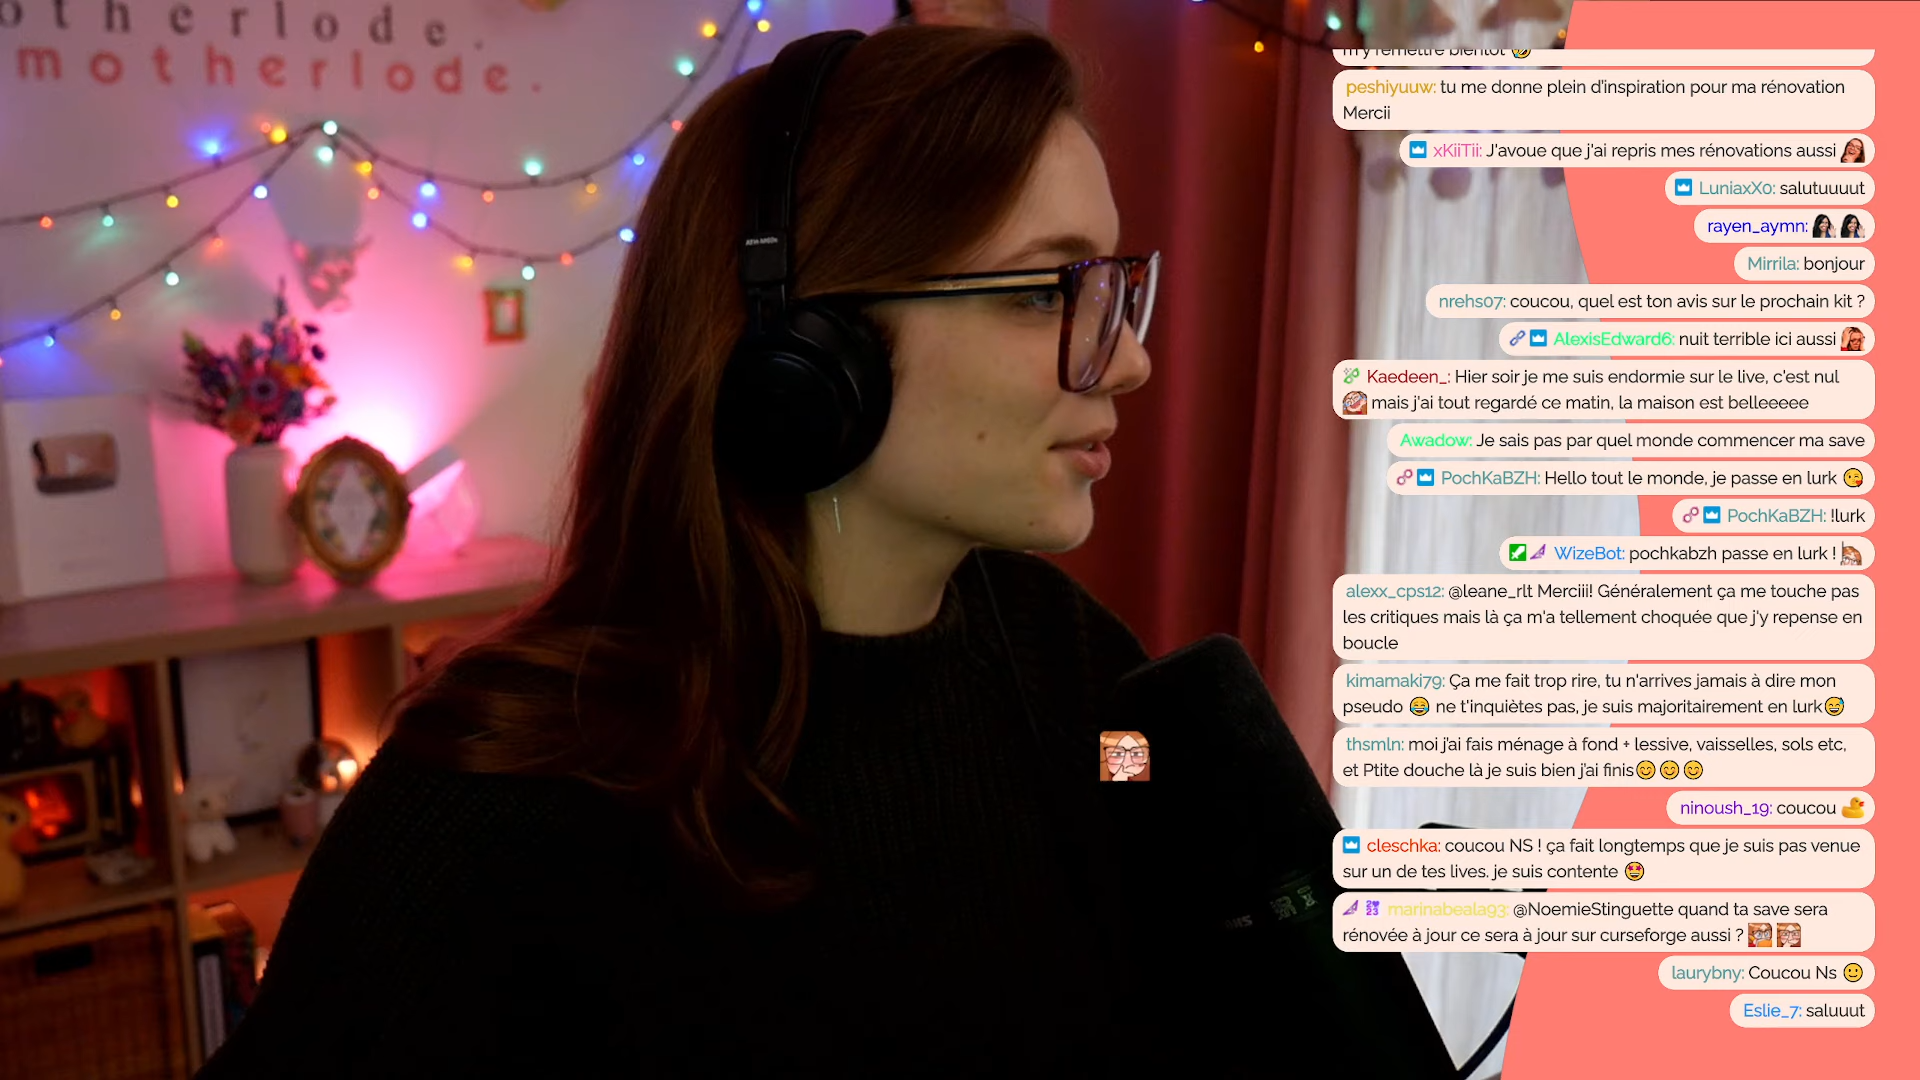 otherlode.
motherlode.
m'y remettre bientôt
peshiyuuw: tu me donne plein d'inspiration pour ma rénovation
Mercii
xKiiTii: J'avoue que j'ai repris mes rénovations aussi
LuniaxX0: salutuuuut
rayen_aymn:
Mirrila: bonjour
nrehs07: coucou, quel est ton avis sur le prochain kit ?
AlexisEdward6: nuit terrible ici aussi
Kaedeen_: Hier soir je me suis endormie sur le live, c'est nul
mais j'ai tout regardé ce matin, la maison est belleeeee
Awadow: Je sais pas par quel monde commencer ma save
PochKaBZH: Hello tout le monde, je passe en lurk 😘
PochKaBZH: !lurk
WizeBot: pochkabzh passe en lurk !
alexx_cps12: @leane_rlt Merciii! Généralement ça me touche pas
les critiques mais là ça m'a tellement choquée que j'y repense en
boucle
kimamaki79: Ça me fait trop rire, tu n'arrives jamais à dire mon
pseudo 😂 ne t'inquiètes pas, je suis majoritairement en lurk😅
thsmln: moi j'ai fais ménage à fond + lessive, vaisselles, sols etc,
et Ptite douche là je suis bien j'ai finis😊😊😊
ninoush_19: coucou
cleschka: coucou NS ! ça fait longtemps que je suis pas venue
sur un de tes lives. je suis contente 🤩
marinabeala93: @NoemieStinguette quand ta save sera
rénovée à jour ce sera à jour sur curseforge aussi ?
laurybny: Coucou Ns 🙂
Eslie_7: saluuut